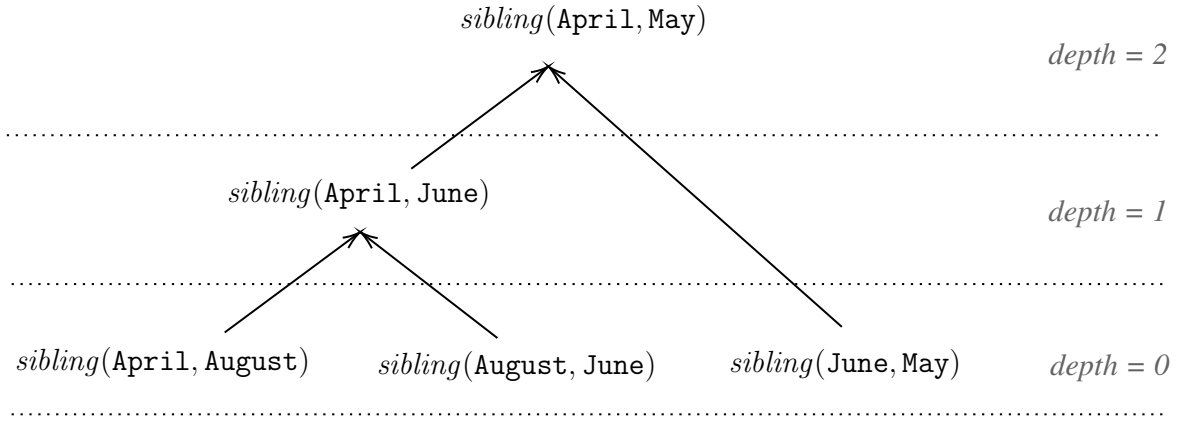 sibling(April, May)
depth = 2
sibling(April, June)
depth = 1
sibling(April, August) sibling(August, June) sibling(June, May) depth = 0